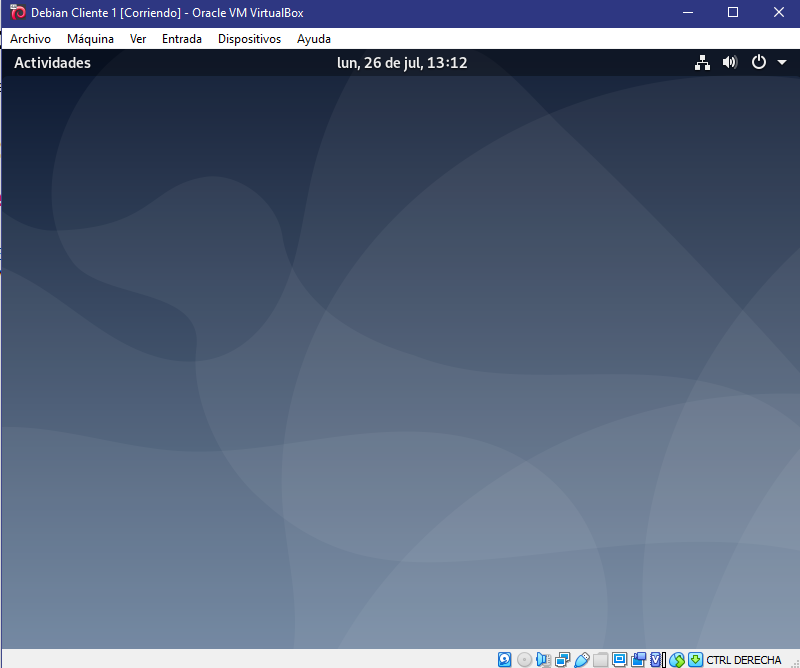 Debian Cliente 1 [Corriendo] - Oracle VM VirtualBox
Archivo Máquina Ver Entrada Dispositivos Ayuda
Actividades lun, 26 de jul, 13:12
CTRL DERECHA